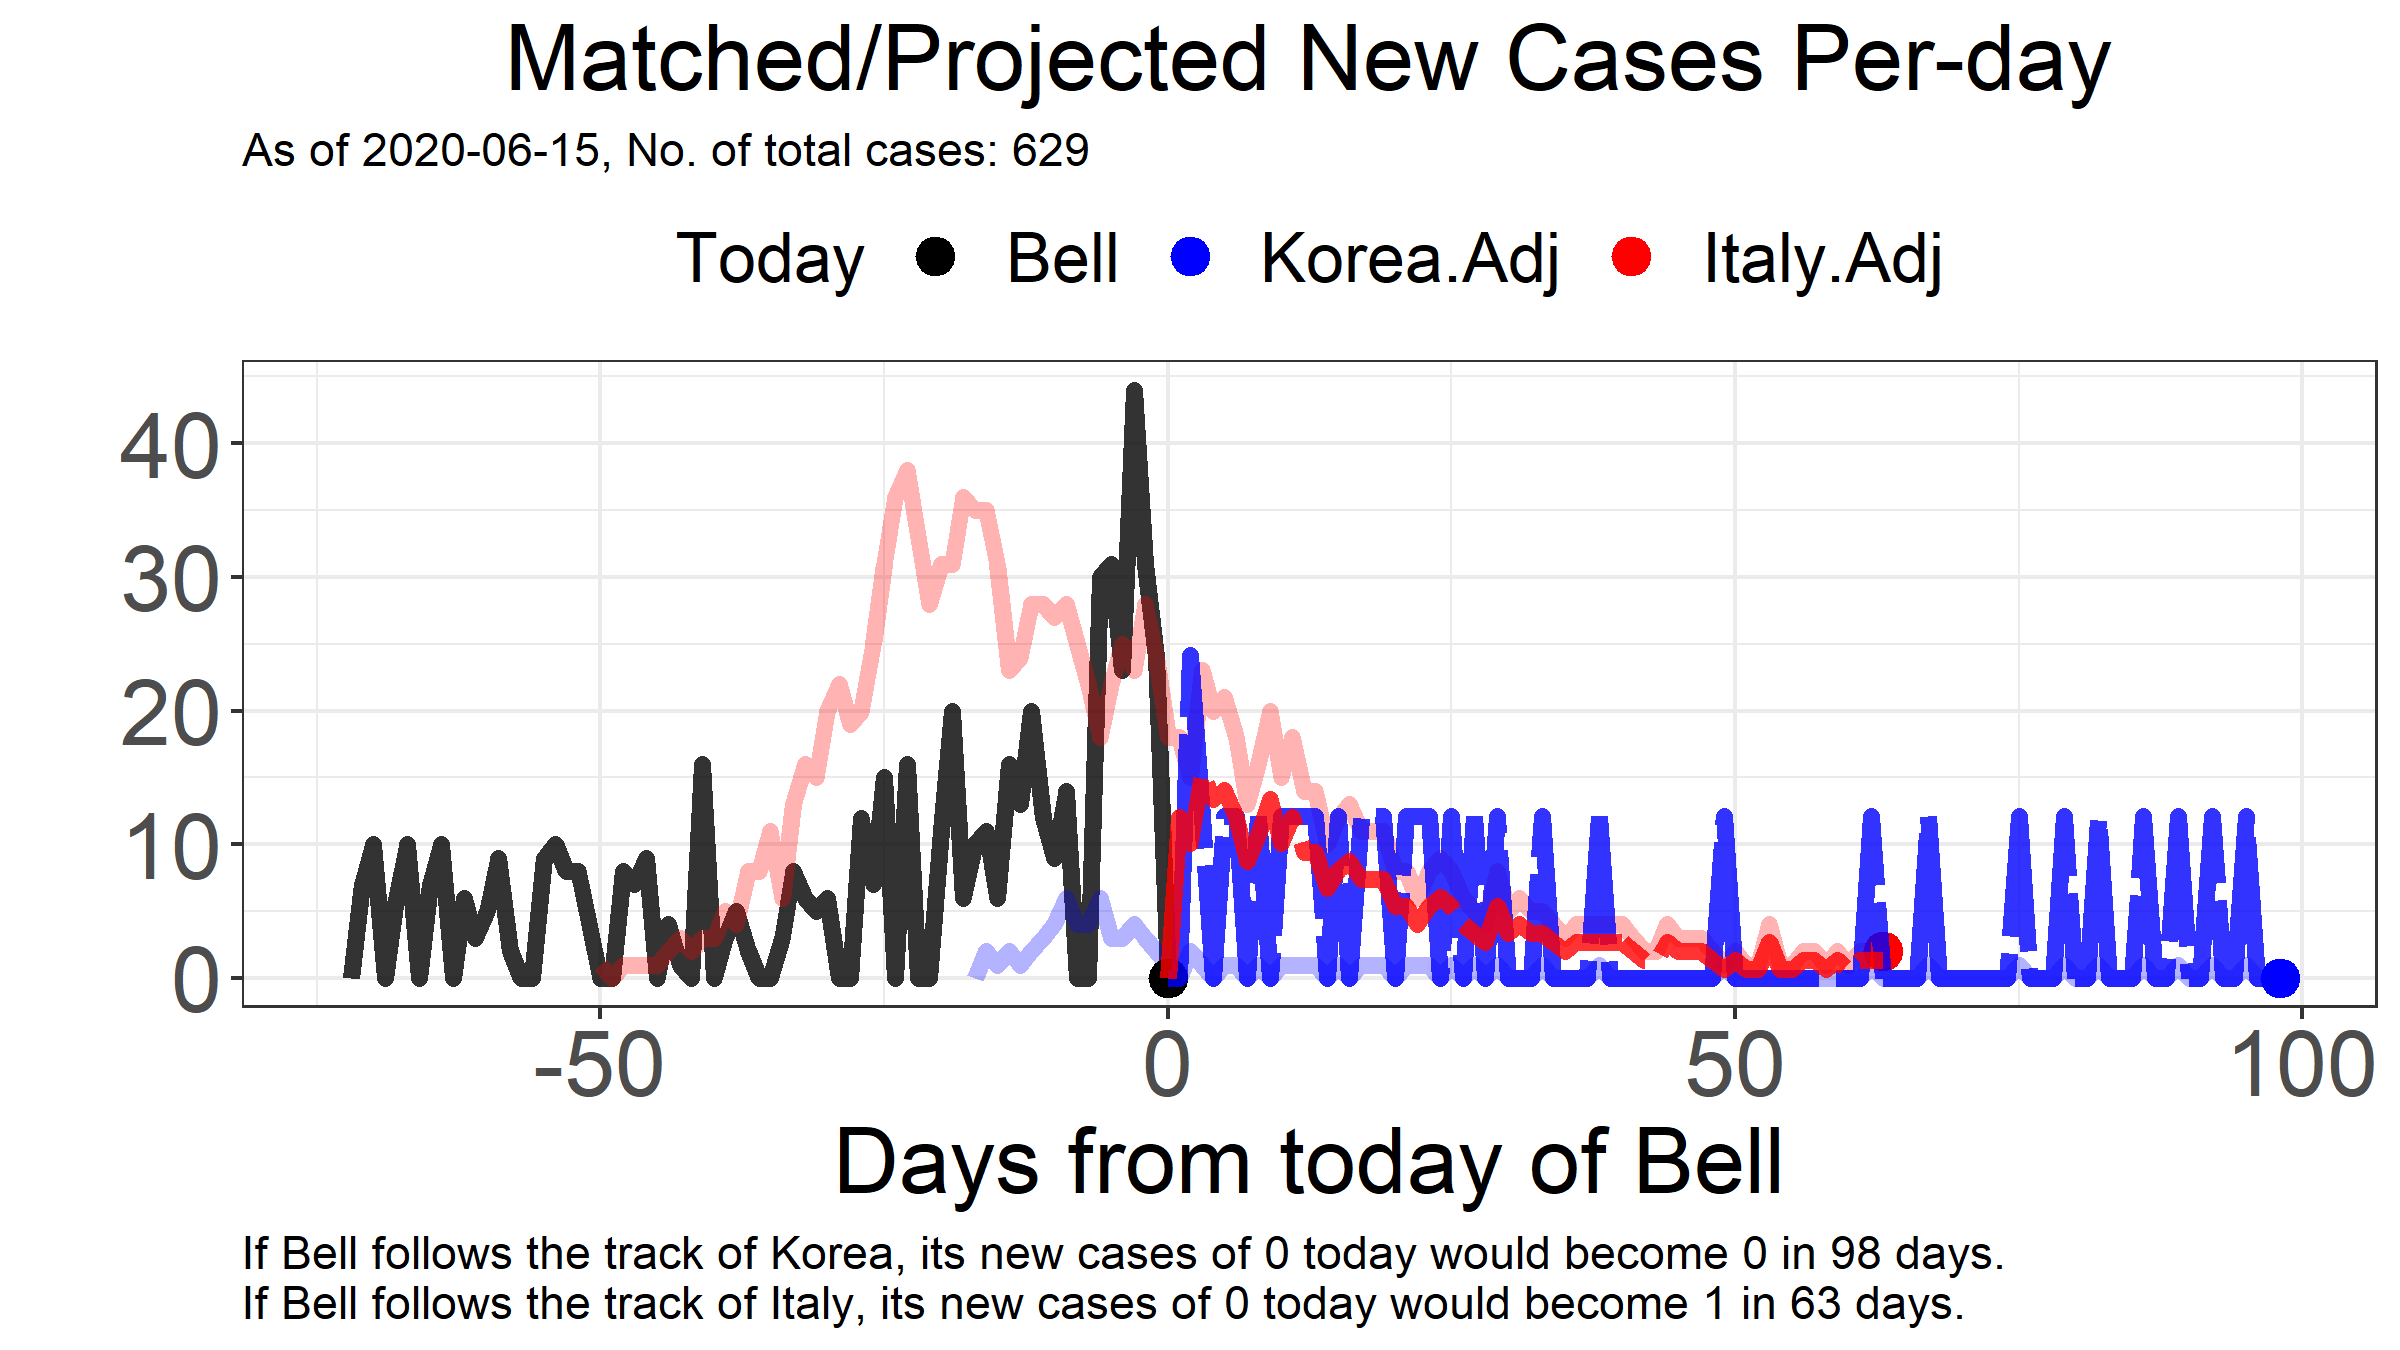 Matched/Projected New Cases Per-day
As of 2020-06-15, No. of total cases: 629
Today Bell Korea.Adj Italy.Adj
40
30
20
10
0
-50 0 50 100
Days from today of Bell
If Bell follows the track of Korea, its new cases of 0 today would become 0 in 98 days.
If Bell follows the track of Italy, its new cases of 0 today would become 1 in 63 days.